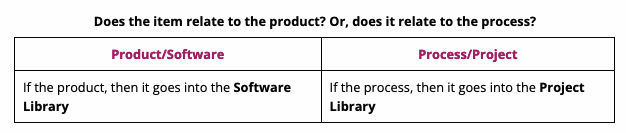 Does the item relate to the product? Or, does it relate to the process?
Product/Software
Process/Project
If the product, then it goes into the Software
Library
If the process, then it goes into the Project
Library